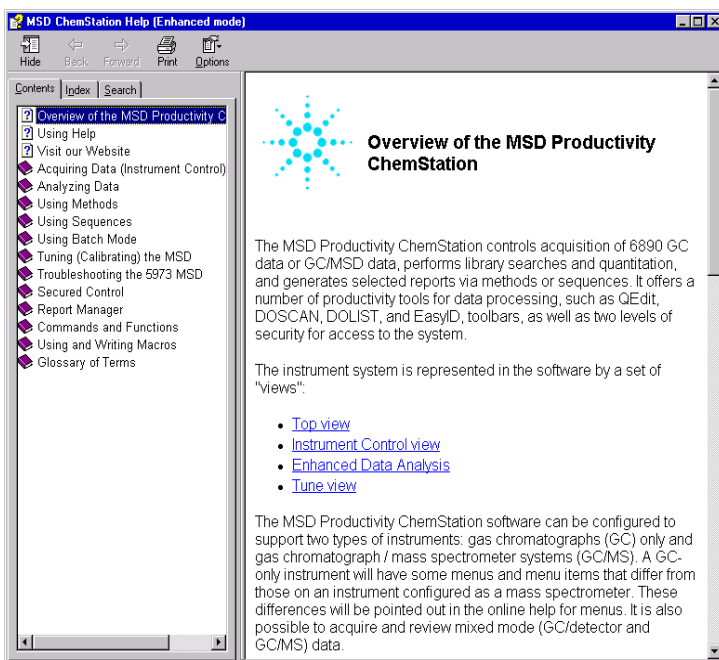 MSD ChemStation Help (Enhanced mode)
Hide Back Forward Print Options
Contents Index Search
Overview of the MSD Productivity C
Using Help
Visit our Website
Acquiring Data (Instrument Control)
Analyzing Data
Using Methods
Using Sequences
Using Batch Mode
Tuning (Calibrating) the MSD
Troubleshooting the 5973 MSD
Secured Control
Report Manager
Commands and Functions
Using and Writing Macros
Glossary of Terms
Overview of the MSD Productivity
ChemStation
The MSD Productivity ChemStation controls acquisition of 6890 GC
data or GC/MSD data, performs library searches and quantitation,
and generates selected reports via methods or sequences. It offers a
number of productivity tools for data processing, such as QEdit,
DOSCAN, DOLIST, and EasyID, toolbars, as well as two levels of
security for access to the system.
The instrument system is represented in the software by a set of
"views":
• Top view
• Instrument Control view
• Enhanced Data Analysis
• Tune view
The MSD Productivity ChemStation software can be configured to
support two types of instruments: gas chromatographs (GC) only and
gas chromatograph / mass spectrometer systems (GC/MS). A GC-
only instrument will have some menus and menu items that differ from
those on an instrument configured as a mass spectrometer. These
differences will be pointed out in the online help for menus. It is also
possible to acquire and review mixed mode (GC/detector and
GC/MS) data.